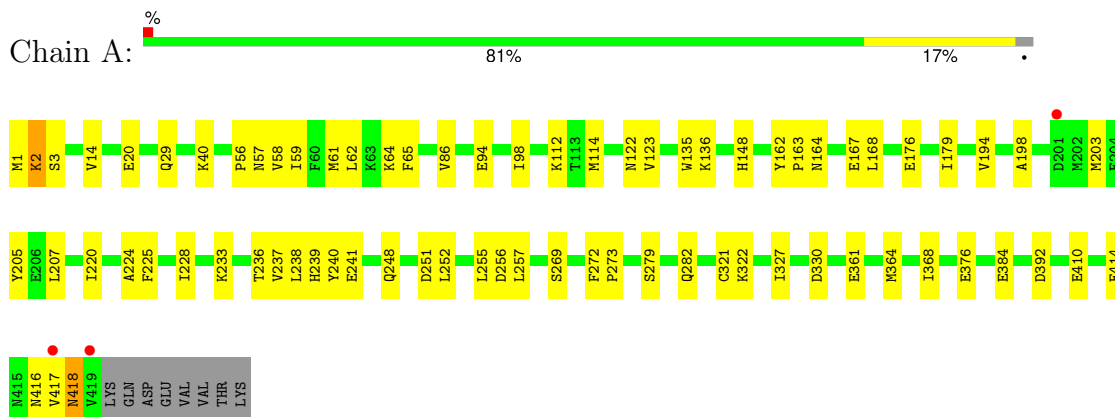 %
Chain A:
81% 17% •
M1 K2 S3 V14 E20 Q29 K40 P56 N57 V58 I59 F60 M61 L62 K63 K64 F65 V86 E94 I98 K112 T113 M114 N122 V123 W135 K136 H148 Y162 P163 N164 E167 L168 E176 I179 V194 A198 D201 M202 M203
Y205 E206 L207 I220 A224 F225 I228 K233 T236 V237 L238 H239 Y240 E241 Q248 D251 L252 L255 D256 L257 S269 F272 P273 S279 Q282 C321 K322 I327 D330 E361 M364 I368 E376 E384 D392 E410
N415 N416 V417 N418 V419 LYS GLN ASP GLU VAL VAL THR LYS